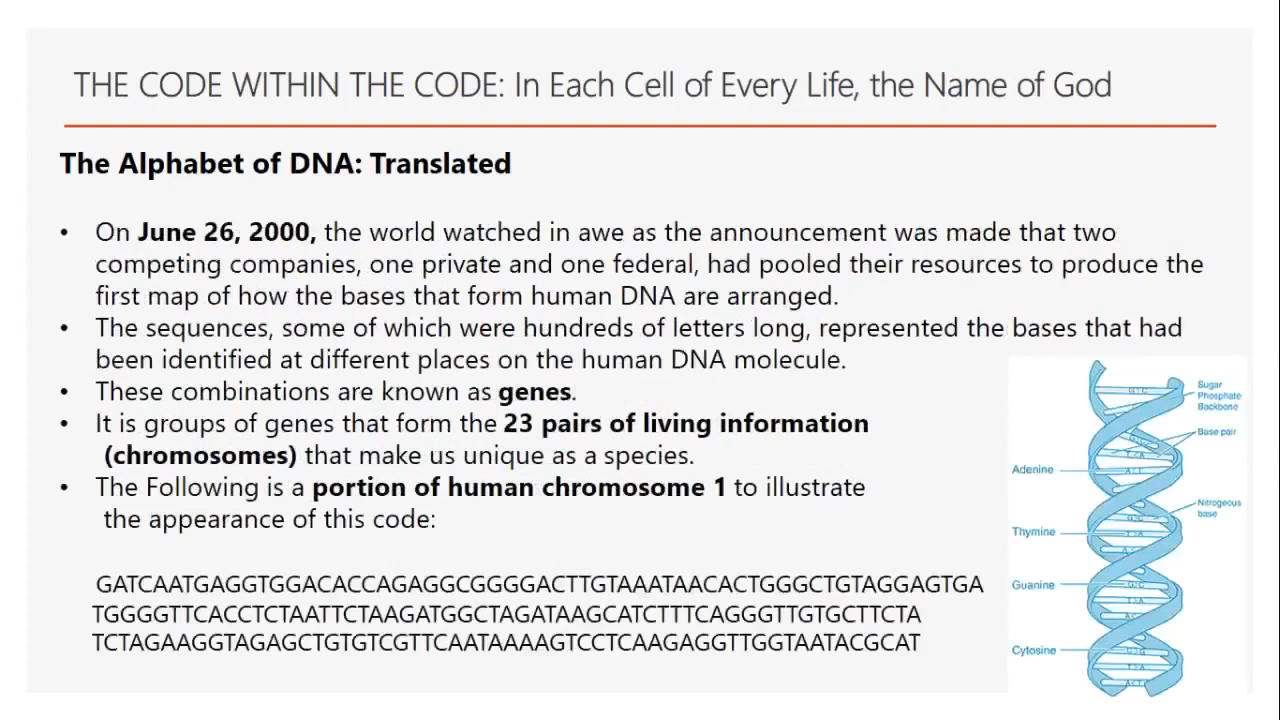 THE CODE WITHIN THE CODE: In Each Cell of Every Life, the Name of God
The Alphabet of DNA: Translated
• On June 26, 2000, the world watched in awe as the announcement was made that two
competing companies, one private and one federal, had pooled their resources to produce the
first map of how the bases that form human DNA are arranged.
• The sequences, some of which were hundreds of letters long, represented the bases that had
been identified at different places on the human DNA molecule.
• These combinations are known as genes.
• It is groups of genes that form the 23 pairs of living information
(chromosomes) that make us unique as a species.
• The Following is a portion of human chromosome 1 to illustrate
the appearance of this code:
GATCAATGAGGTGGACACCAGAGGCGGGGACTTGTAAATAACACTGGGCTGTAGGAGTGA
TGGGGTTCACCTCTAATTCTAAGATGGCTAGATAAGCATCTTTCAGGGTTGTGCTTCTA
TCTAGAAGGTAGAGCTGTGTCGTTCAATAAAAGTCCTCAAGAGGTTGGTAATACGCAT
Sugar
Phosphate
Backbone
Base pair
Adenine
Nitrogeous
base
Thymine
Guanine
Cytosine